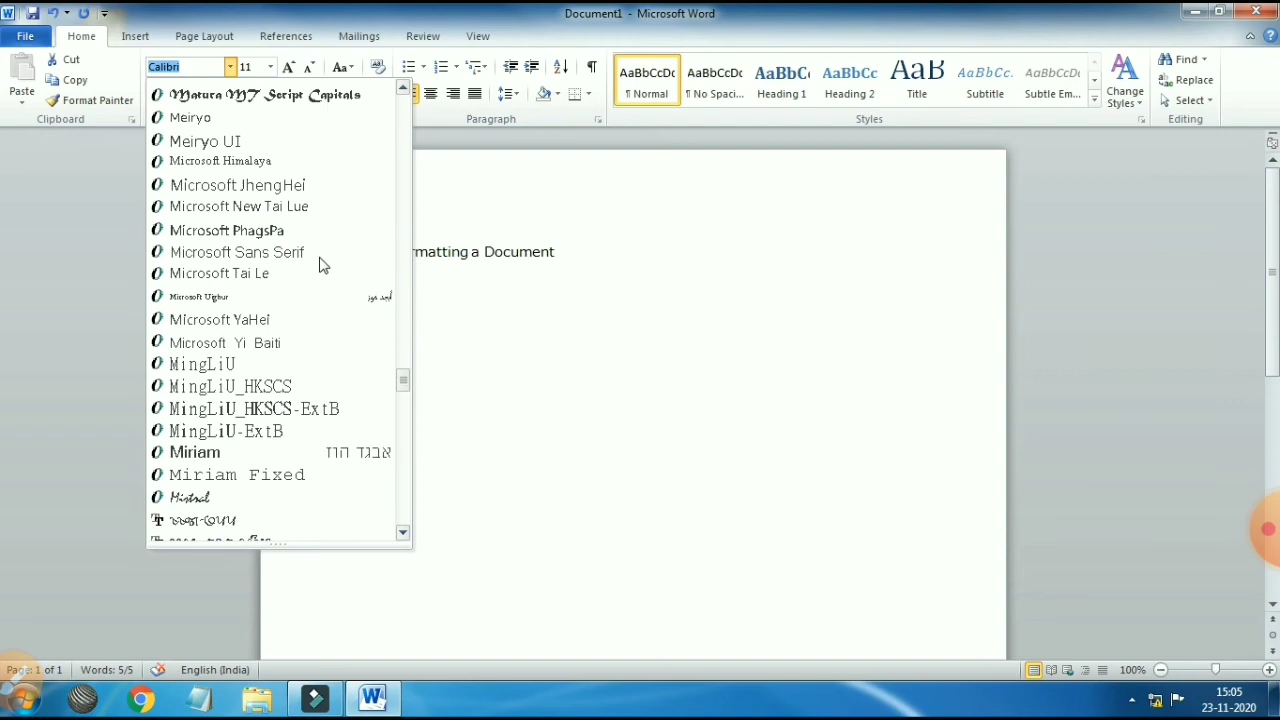 Document1 - Microsoft Word
File Home Insert Page Layout References Mailings Review View
Cut
Copy
Format Painter
Paste
Clipboard
Calibri 11
Aa
Paragraph
AaBbCcDc AaBbCcDc AaBbC AaBbCc AaB AaBbCc. AaBbCcDc
¶ Normal ¶ No Spaci... Heading 1 Heading 2 Title Subtitle Subtle Em...
Change
Styles
Styles
Find
Replace
Select
Editing
Matura MT Script Capitals
Meiryo
Meiryo UI
Microsoft Himalaya
Microsoft JhengHei
Microsoft New Tai Lue
Microsoft PhagsPa
Microsoft Sans Serif
Microsoft Tai Le
Microsoft Uighur أبجد هوز
Microsoft YaHei
Microsoft Yi Baiti
MingLiU
MingLiU_HKSCS
MingLiU_HKSCS-ExtB
MingLiU-ExtB
Miriam אבגד הוז
Miriam Fixed
Mistral
rmatting a Document
Page: 1 of 1 Words: 5/5 English (India) 100%
15:05
23-11-2020